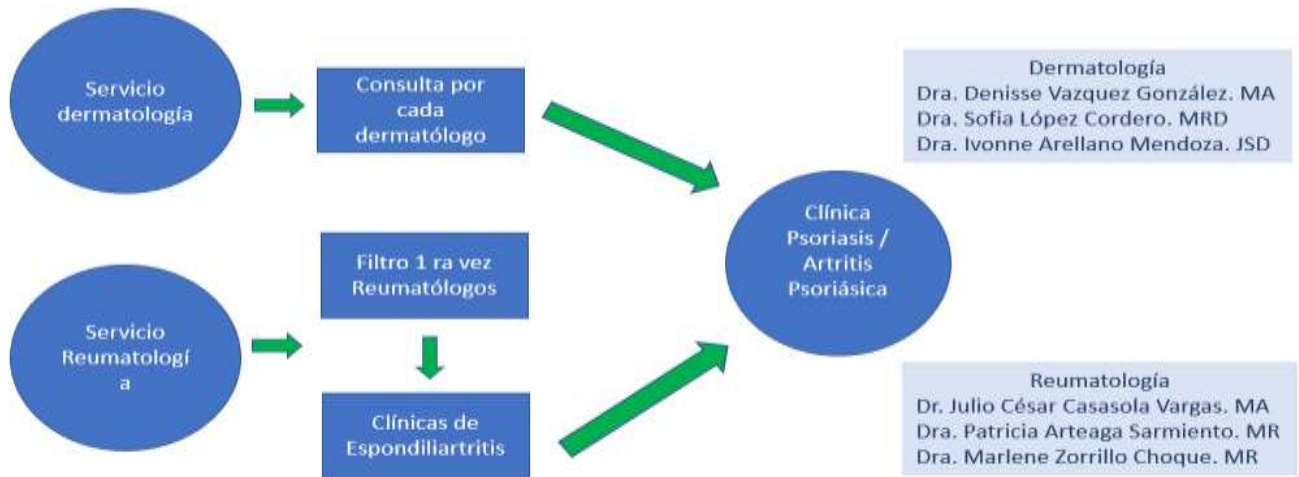 Servicio
dermatología
Consulta por
cada
dermatólogo
Filtro 1 ra vez
Reumatólogos
Servicio
Reumatologí
a
Clínicas de
Espondiliartritis
Clínica
Psoriasis /
Artritis
Psoriásica
Dermatología
Dra. Denisse Vazquez González. MA
Dra. Sofia López Cordero. MRD
Dra. Ivonne Arellano Mendoza. JSD
Reumatología
Dr. Julio César Casasola Vargas. MA
Dra. Patricia Arteaga Sarmiento. MR
Dra. Marlene Zorrillo Choque. MR